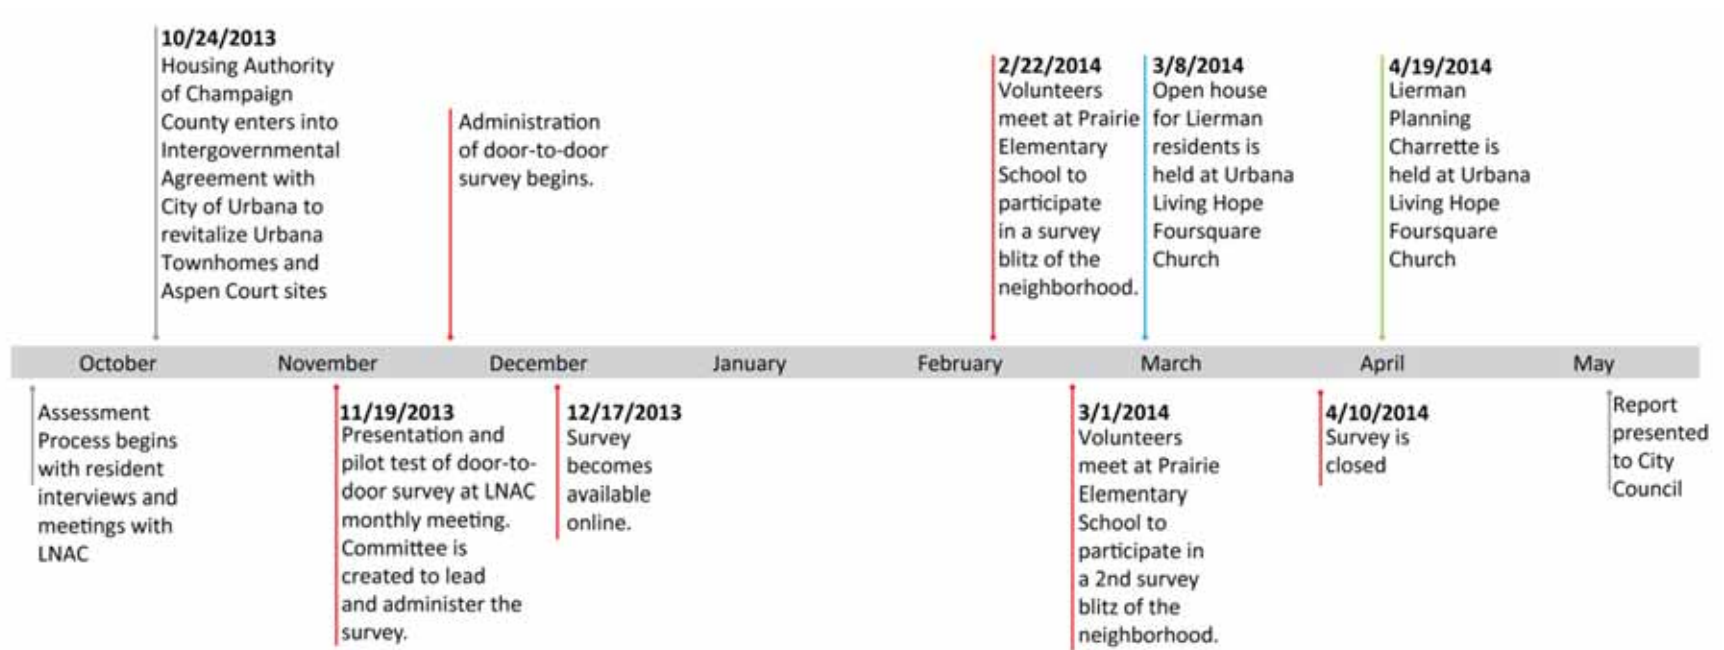 10/24/2013
Housing Authority
of Champaign
County enters into
Intergovernmental
Agreement with
City of Urbana to
revitalize Urbana
Townhomes and
Aspen Court sites
Administration
of door-to-door
survey begins.
2/22/2014
Volunteers
meet at Prairie
Elementary
School to
participate
in a survey
blitz of the
neighborhood.
3/8/2014
Open house
for Lierman
residents is
held at Urbana
Living Hope
Foursquare
Church
4/19/2014
Lierman
Planning
Charrette is
held at Urbana
Living Hope
Foursquare
Church
October November December January February March April May
Assessment
Process begins
with resident
interviews and
meetings with
LNAC
11/19/2013
Presentation and
pilot test of door-to-
door survey at LNAC
monthly meeting.
Committee is
created to lead
and administer the
survey.
12/17/2013
Survey
becomes
available
online.
3/1/2014
Volunteers
meet at Prairie
Elementary
School to
participate in
a 2nd survey
blitz of the
neighborhood.
4/10/2014
Survey is
closed
Report
presented
to City
Council